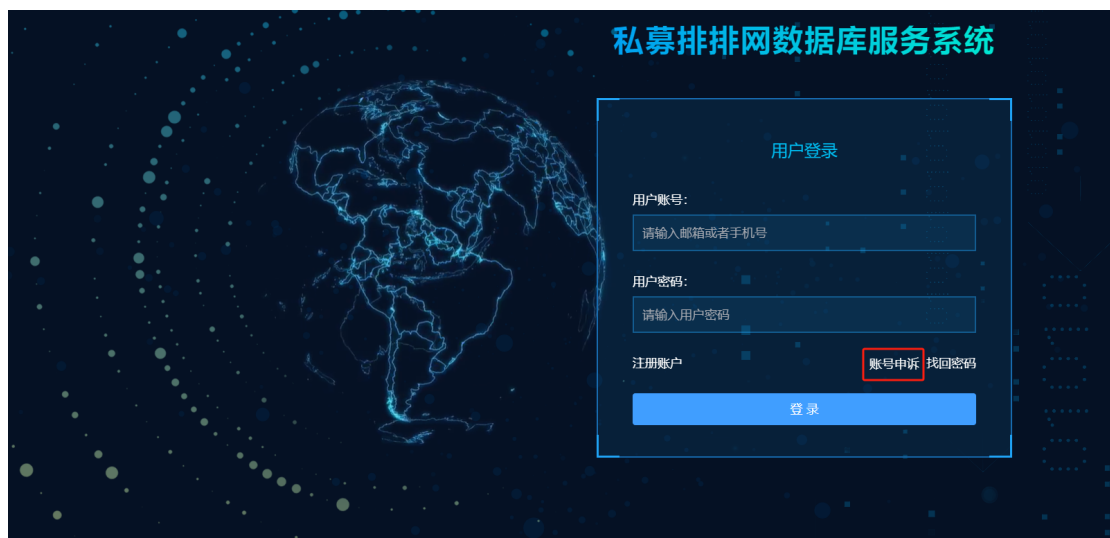 私募排排网数据库服务系统
用户登录
用户账号：
请输入邮箱或者手机号
用户密码：
请输入用户密码
注册账户 账号申诉 找回密码
登 录